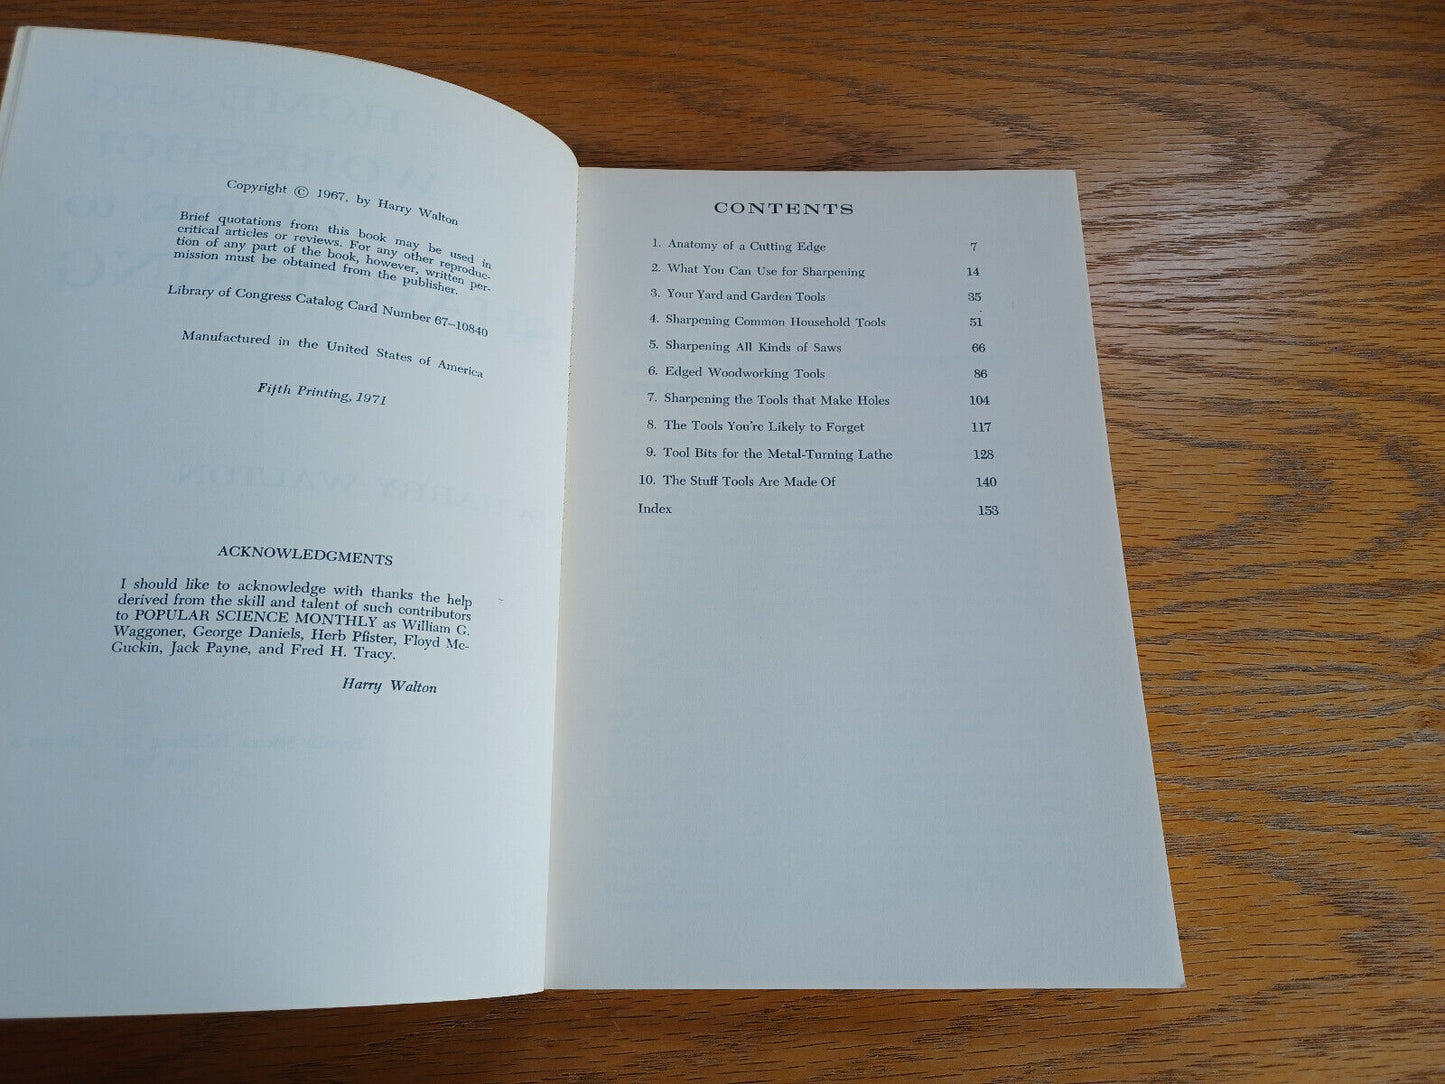 Copyright © 1967, by Harry Walton
Brief quotations from this book may be used in
critical articles or reviews. For any other reproduc-
tion of any part of the book, however, written per-
mission must be obtained from the publisher.
Library of Congress Catalog Card Number 67–10840
Manufactured in the United States of America
Fifth Printing, 1971
ACKNOWLEDGMENTS
I should like to acknowledge with thanks the help
derived from the skill and talent of such contributors
to POPULAR SCIENCE MONTHLY as William G.
Waggoner, George Daniels, Herb Pfister, Floyd Mc-
Guckin, Jack Payne, and Fred H. Tracy.
Harry Walton
CONTENTS
1. Anatomy of a Cutting Edge 7
2. What You Can Use for Sharpening 14
3. Your Yard and Garden Tools 35
4. Sharpening Common Household Tools 51
5. Sharpening All Kinds of Saws 66
6. Edged Woodworking Tools 86
7. Sharpening the Tools that Make Holes 104
8. The Tools You're Likely to Forget 117
9. Tool Bits for the Metal-Turning Lathe 128
10. The Stuff Tools Are Made Of 140
Index 153